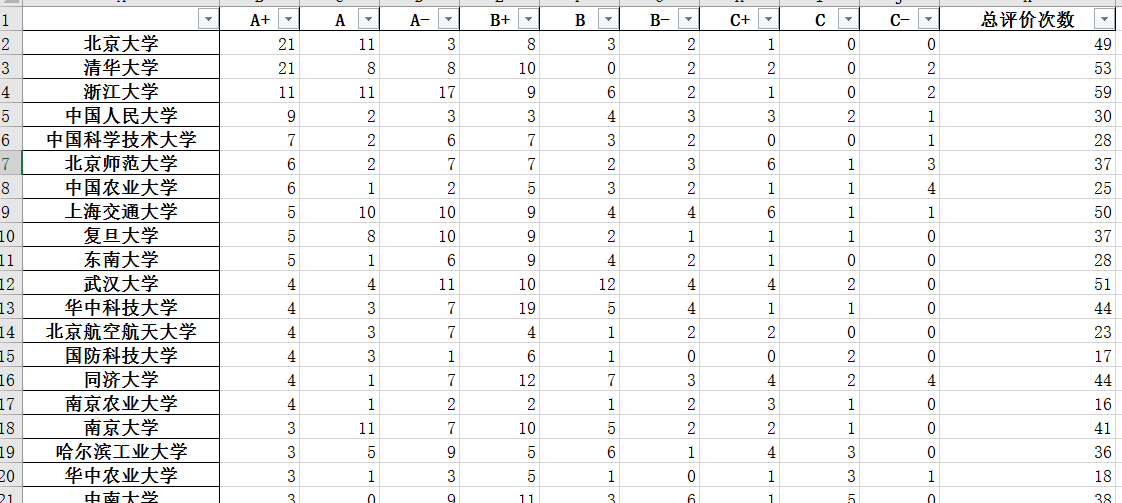 1 A+ A A- B+ B B- C+ C C- 总评价次数
2 北京大学 21 11 3 8 3 2 1 0 0 49
3 清华大学 21 8 8 10 0 2 2 0 2 53
4 浙江大学 11 11 17 9 6 2 1 0 2 59
5 中国人民大学 9 2 3 3 4 3 3 2 1 30
6 中国科学技术大学 7 2 6 7 3 2 0 0 1 28
7 北京师范大学 6 2 7 7 2 3 6 1 3 37
8 中国农业大学 6 1 2 5 3 2 1 1 4 25
9 上海交通大学 5 10 10 9 4 4 6 1 1 50
10 复旦大学 5 8 10 9 2 1 1 1 0 37
11 东南大学 5 1 6 9 4 2 1 0 0 28
12 武汉大学 4 4 11 10 12 4 4 2 0 51
13 华中科技大学 4 3 7 19 5 4 1 1 0 44
14 北京航空航天大学 4 3 7 4 1 2 2 0 0 23
15 国防科技大学 4 3 1 6 1 0 0 2 0 17
16 同济大学 4 1 7 12 7 3 4 2 4 44
17 南京农业大学 4 1 2 2 1 2 3 1 0 16
18 南京大学 3 11 7 10 5 2 2 1 0 41
19 哈尔滨工业大学 3 5 9 5 6 1 4 3 0 36
20 华中农业大学 3 1 3 5 1 0 1 3 1 18
21 中南大学 3 0 9 11 3 6 1 5 0 38